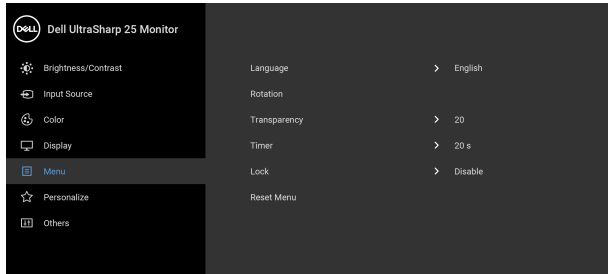 DELL Dell UltraSharp 25 Monitor
Brightness/Contrast
Input Source
Color
Display
Menu
Personalize
Others
Language > English
Rotation
Transparency > 20
Timer > 20 s
Lock > Disable
Reset Menu